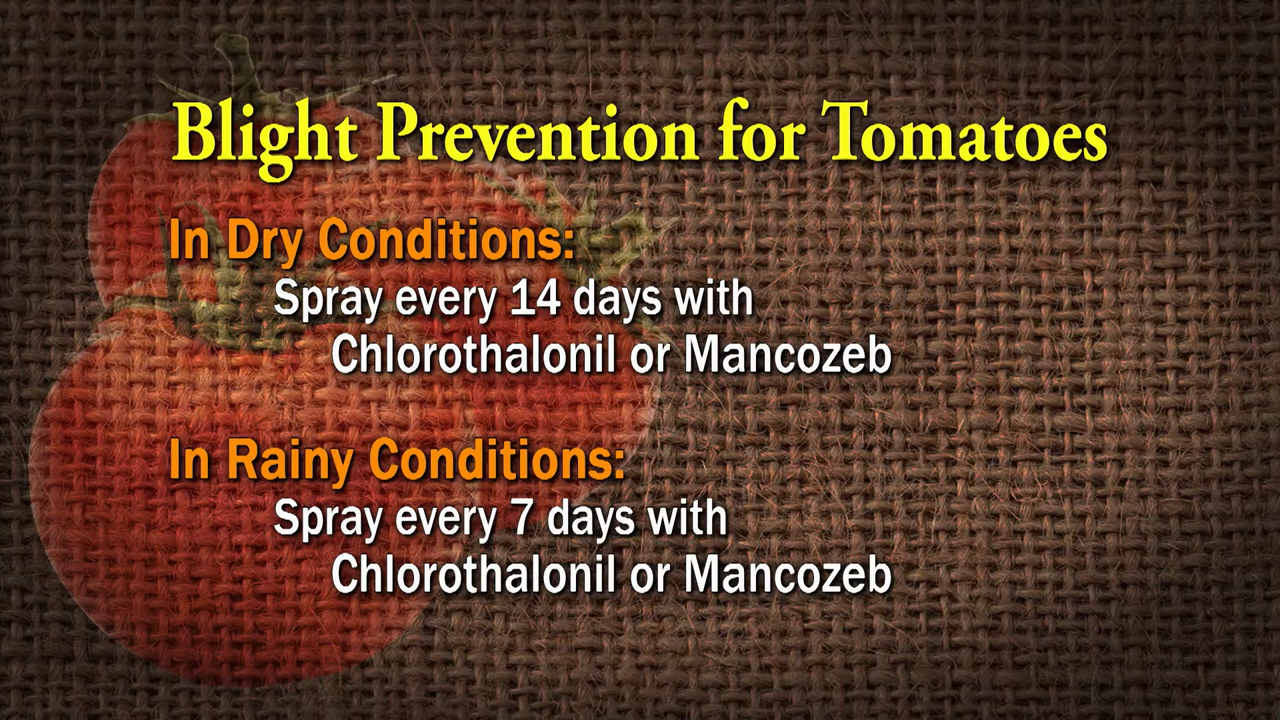 Blight Prevention for Tomatoes
In Dry Conditions:
Spray every 14 days with
Chlorothalonil or Mancozeb
In Rainy Conditions:
Spray every 7 days with
Chlorothalonil or Mancozeb